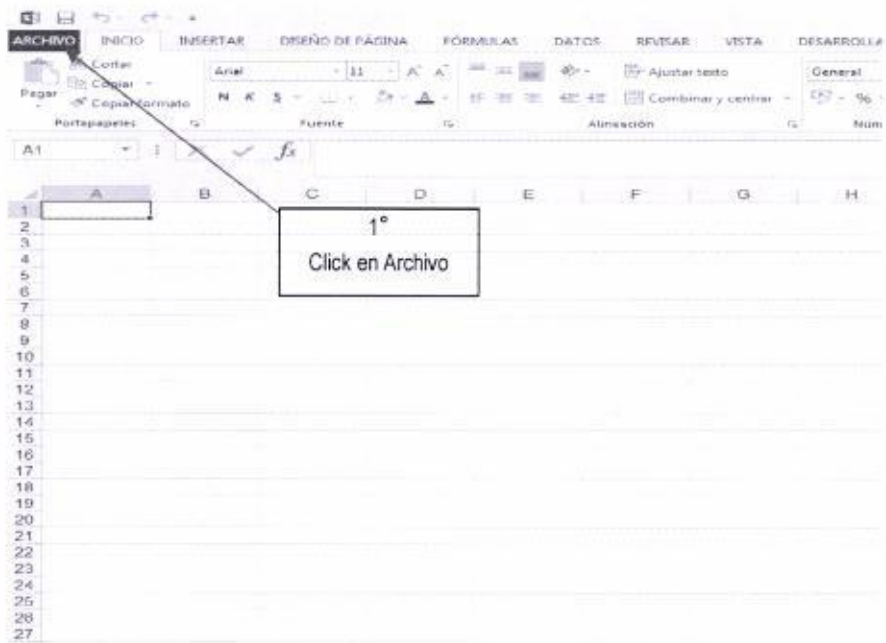 ARCHIVO INICIO INSERTAR DISEÑO DE PÁGINA FÓRMULAS DATOS REVISAR VISTA DESARROLLA
Pegar
Cortar
Copiar
Copiar formato
Portapapeles
Arial 11 A A
N K S A
Fuente
Ajustar texto
Combinar y centrar
Alineación
General
%
Núm
A1 fx
A B C D E F G H
1
2
3
4
5
6
7
8
9
10
11
12
13
14
15
16
17
18
19
20
21
22
23
24
25
26
27
1°
Click en Archivo